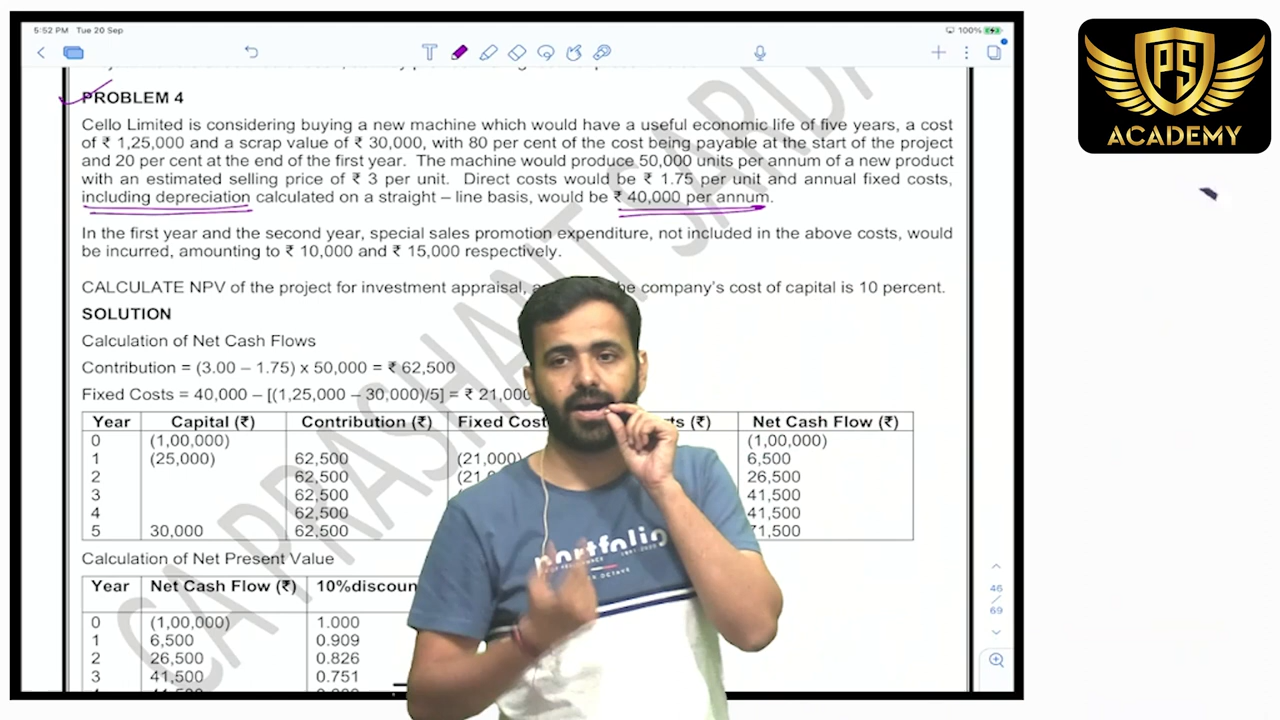 5:52 PM Tue 20 Sep
100%
PROBLEM 4
Cello Limited is considering buying a new machine which would have a useful economic life of five years, a cost
of ₹ 1,25,000 and a scrap value of ₹ 30,000, with 80 per cent of the cost being payable at the start of the project
and 20 per cent at the end of the first year. The machine would produce 50,000 units per annum of a new product
with an estimated selling price of ₹ 3 per unit. Direct costs would be ₹ 1.75 per unit and annual fixed costs,
including depreciation calculated on a straight – line basis, would be ₹ 40,000 per annum.
In the first year and the second year, special sales promotion expenditure, not included in the above costs, would
be incurred, amounting to ₹ 10,000 and ₹ 15,000 respectively.
CALCULATE NPV of the project for investment appraisal, the company's cost of capital is 10 percent.
SOLUTION
Calculation of Net Cash Flows
Contribution = (3.00 – 1.75) x 50,000 = ₹ 62,500
Fixed Costs = 40,000 – [(1,25,000 – 30,000)/5] = ₹ 21,000
Year Capital (₹) Contribution (₹) Fixed Net Cash Flow (₹)
0 (1,00,000) (1,00,000)
1 (25,000) 62,500 (21,000) 6,500
2 62,500 26,500
3 62,500 41,500
4 62,500 41,500
5 30,000 62,500 71,500
Calculation of Net Present Value
Year Net Cash Flow (₹)
0 (1,00,000) 1.000
1 6,500 0.909
2 26,500 0.826
3 41,500 0.751
46
69
CA PRASHANT SARDA
portfolio
PS
ACADEMY